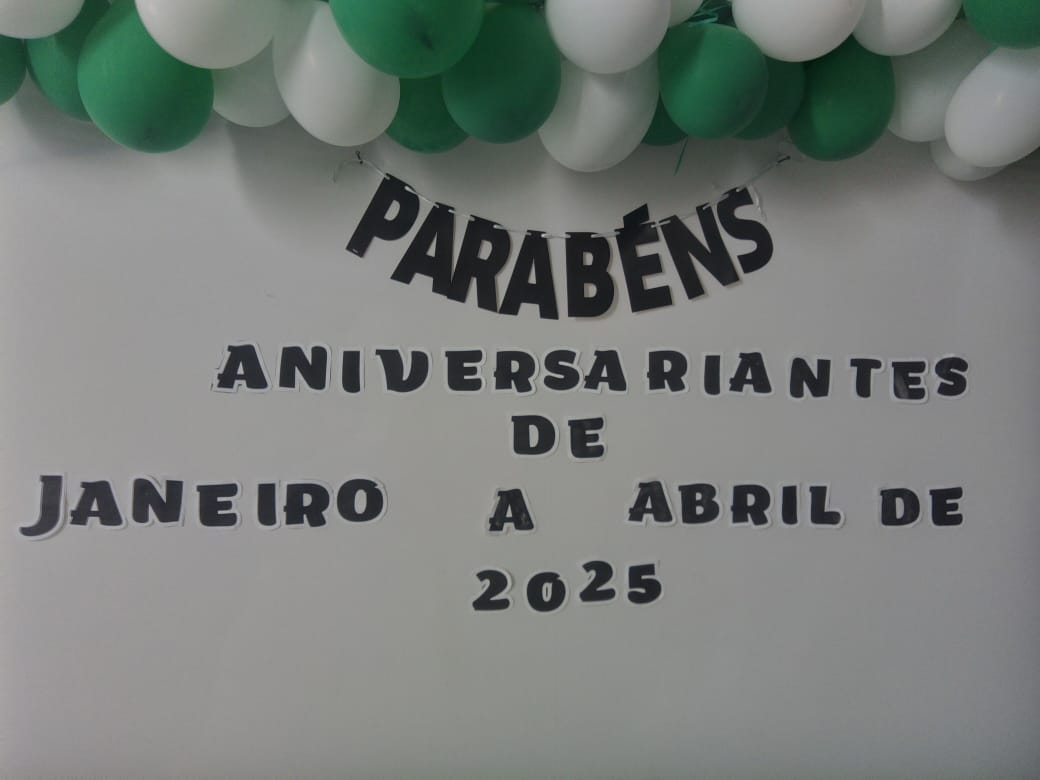 PARABÉNS
ANIVERSARIANTES
DE
JANEIRO A ABRIL DE
2025